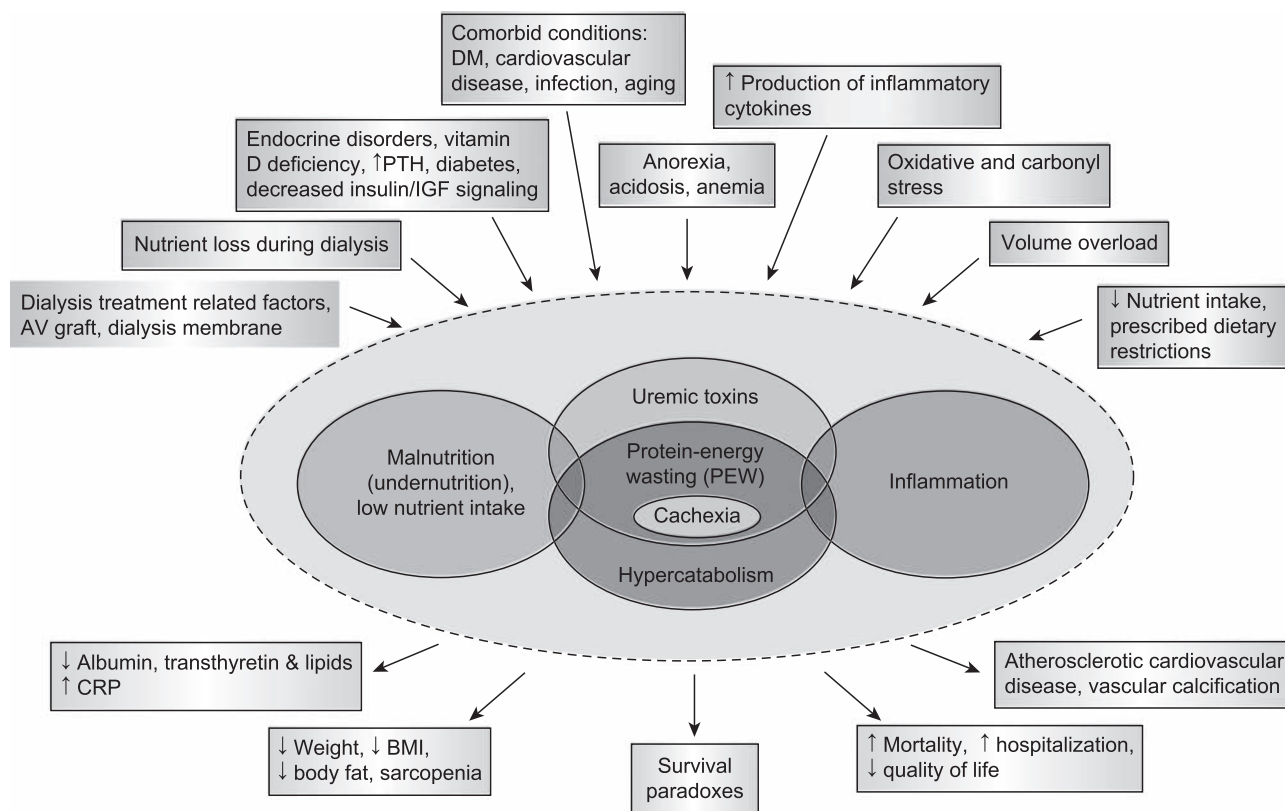 Comorbid conditions:
DM, cardiovascular
disease, infection, aging
↑ Production of inflammatory
cytokines
Endocrine disorders, vitamin
D deficiency, ↑PTH, diabetes,
decreased insulin/IGF signaling
Anorexia,
acidosis, anemia
Oxidative and carbonyl
stress
Nutrient loss during dialysis
Volume overload
Dialysis treatment related factors,
AV graft, dialysis membrane
↓ Nutrient intake,
prescribed dietary
restrictions
Uremic toxins
Malnutrition
(undernutrition),
low nutrient intake
Protein-energy
wasting (PEW)
Cachexia
Inflammation
Hypercatabolism
↓ Albumin, transthyretin & lipids
↑ CRP
Atherosclerotic cardiovascular
disease, vascular calcification
↓ Weight, ↓ BMI,
↓ body fat, sarcopenia
Survival
paradoxes
↑ Mortality, ↑ hospitalization,
↓ quality of life